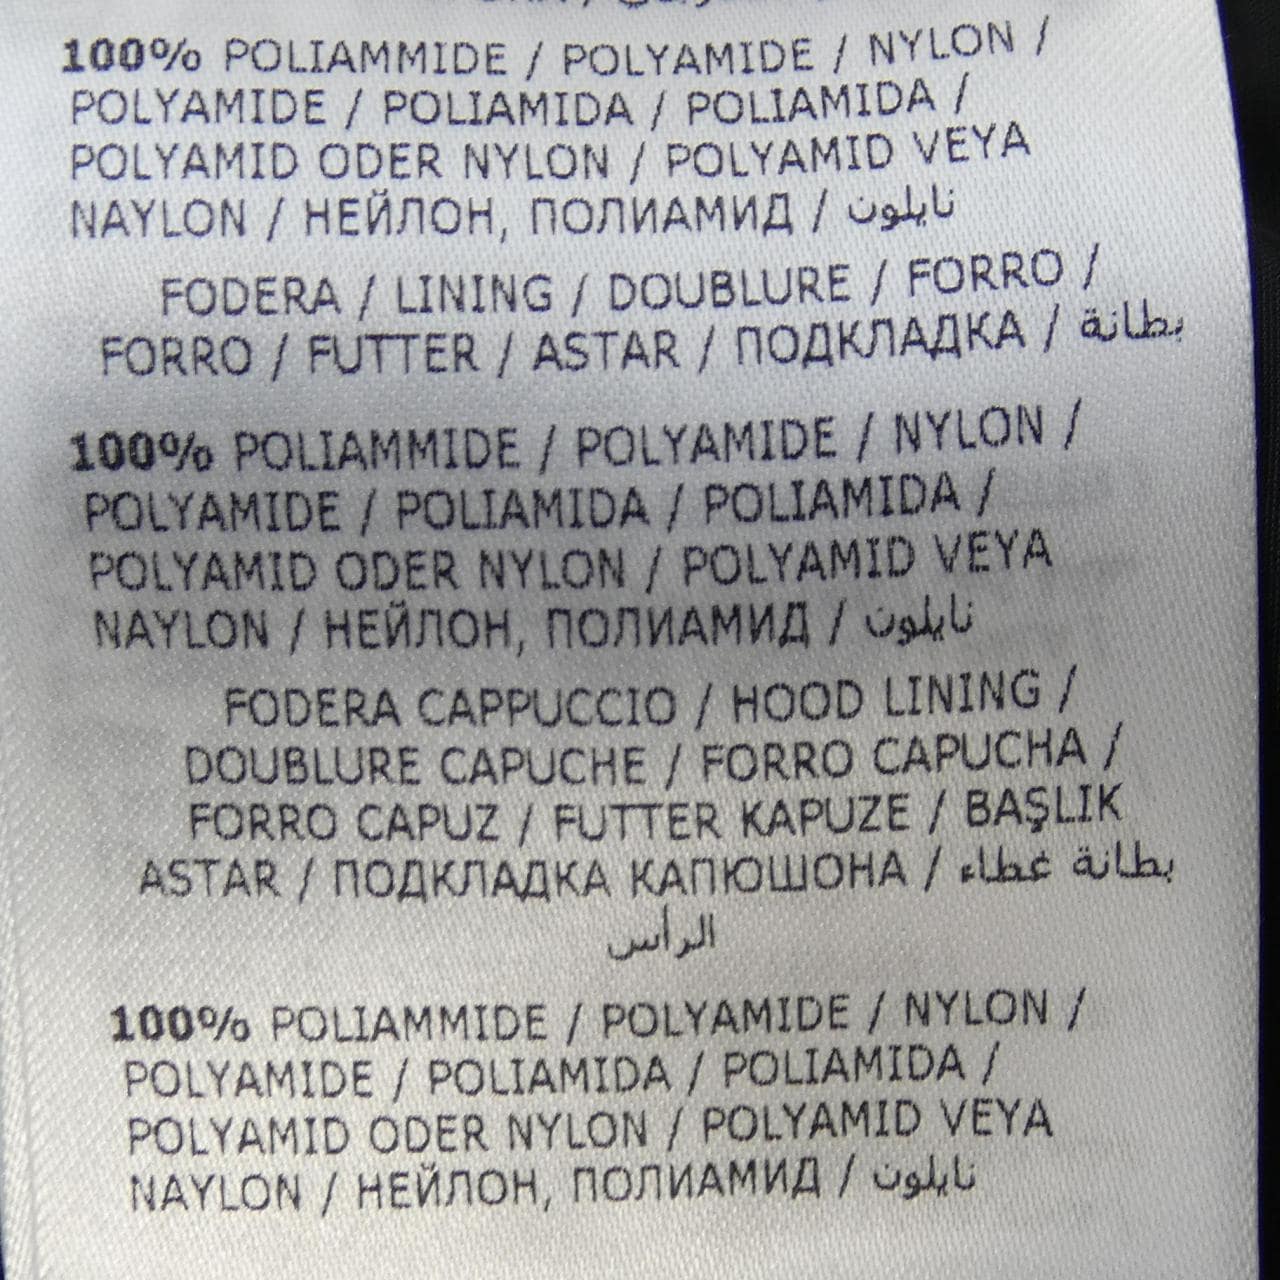 100% POLIAMMIDE / POLYAMIDE / NYLON /
POLYAMIDE / POLIAMIDA / POLIAMIDA /
POLYAMID ODER NYLON / POLYAMID VEYA
NAYLON / НЕЙЛОН, ПОЛИАМИД / نايلون
FODERA / LINING / DOUBLURE / FORRO /
FORRO / FUTTER / ASTAR / ПОДКЛАДКА / بطانة
100% POLIAMMIDE / POLYAMIDE / NYLON /
POLYAMIDE / POLIAMIDA / POLIAMIDA /
POLYAMID ODER NYLON / POLYAMID VEYA
NAYLON / НЕЙЛОН, ПОЛИАМИД / نايلون
FODERA CAPPUCCIO / HOOD LINING /
DOUBLURE CAPUCHE / FORRO CAPUCHA /
FORRO CAPUZ / FUTTER KAPUZE / BAŞLIK
ASTAR / ПОДКЛАДКА КАПЮШОНА / بطانة غطاء
الرأس
100% POLIAMMIDE / POLYAMIDE / NYLON /
POLYAMIDE / POLIAMIDA / POLIAMIDA /
POLYAMID ODER NYLON / POLYAMID VEYA
NAYLON / НЕЙЛОН, ПОЛИАМИД / نايلون